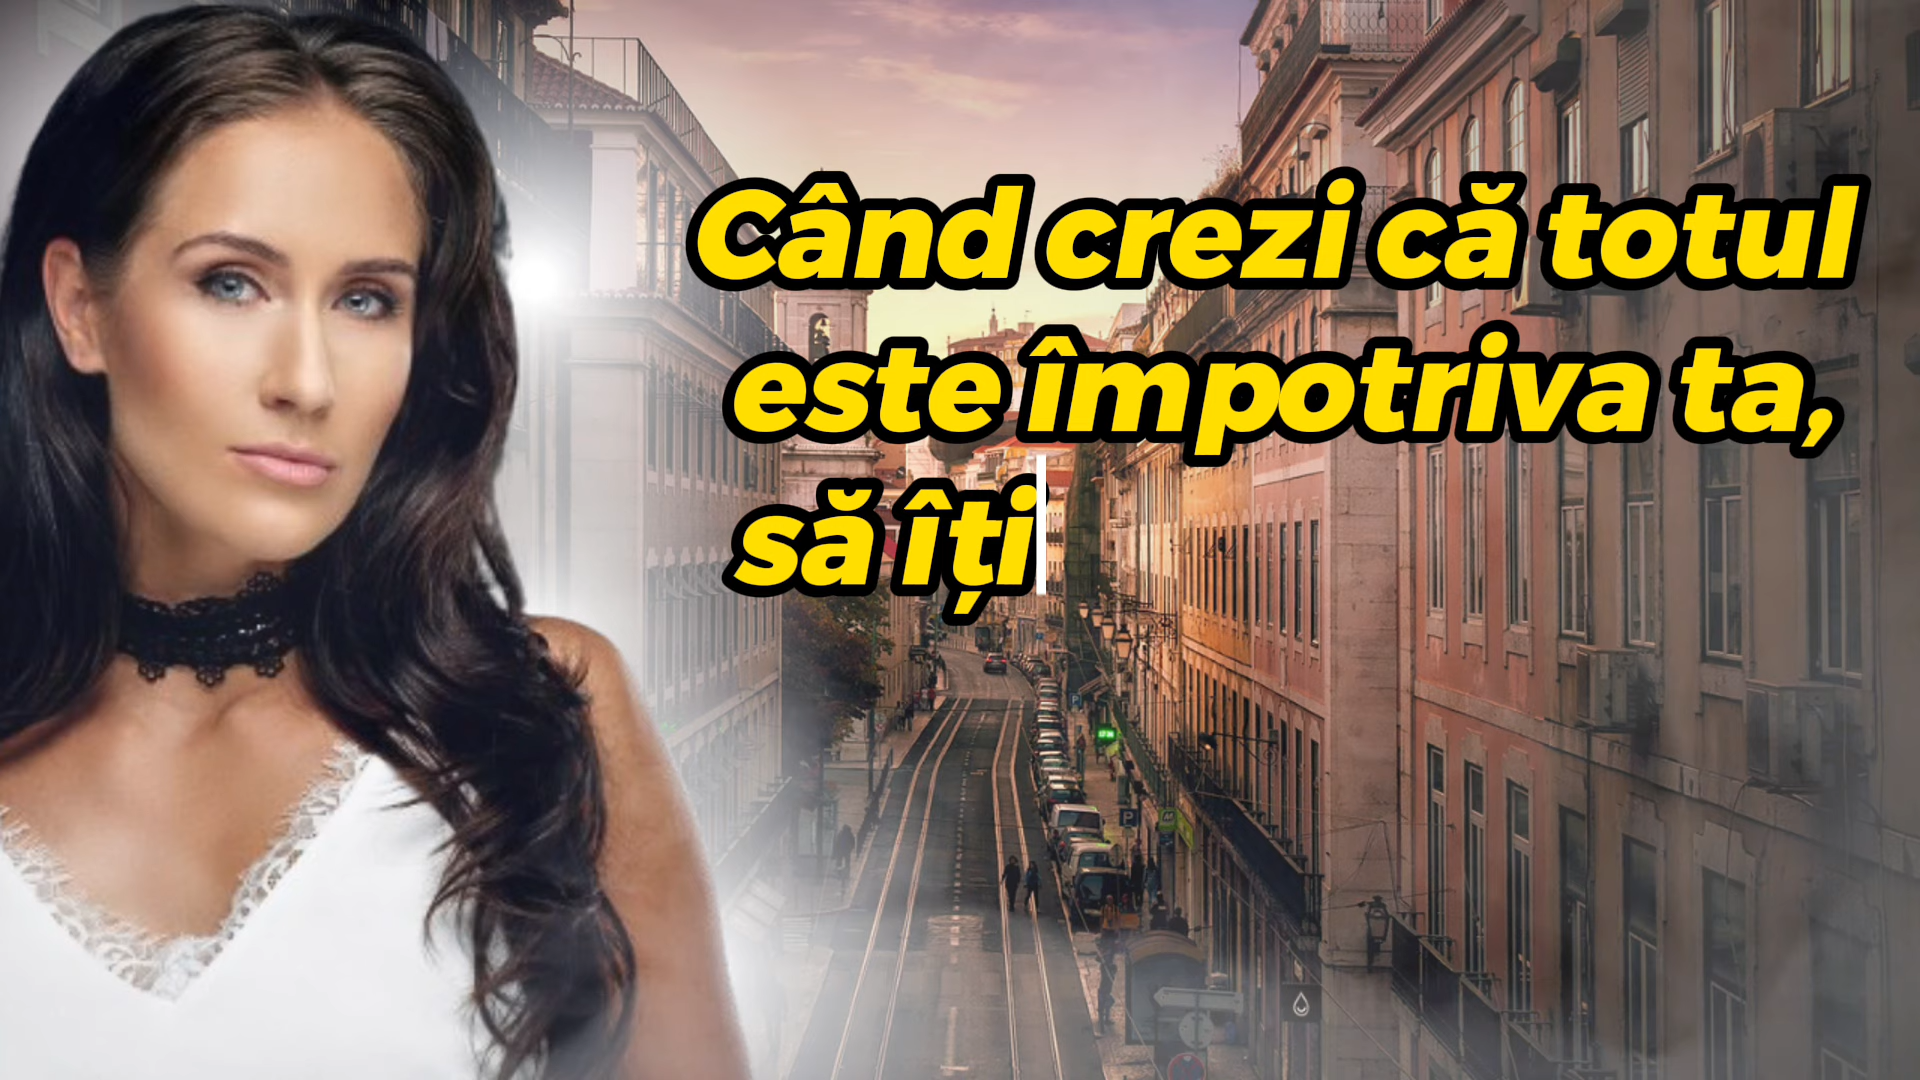 Când crezi că totul
este împotriva ta,
să îți
P
P